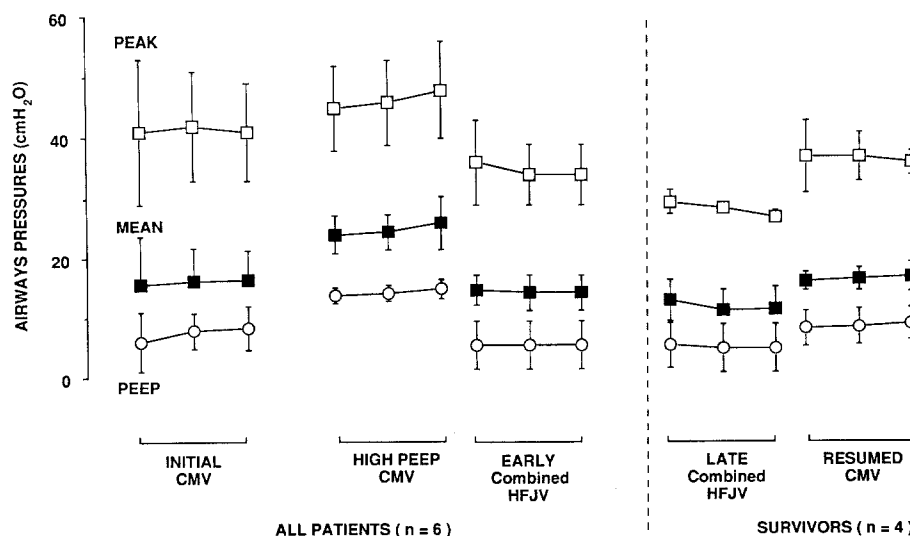 60
PEAK
40
MEAN
20
0
PEEP
AIRWAYS PRESSURES (cmH₂O)
INITIAL
CMV
HIGH PEEP
CMV
EARLY
Combined
HFJV
LATE
Combined
HFJV
RESUMED
CMV
ALL PATIENTS ( n = 6 )
SURVIVORS ( n = 4 )